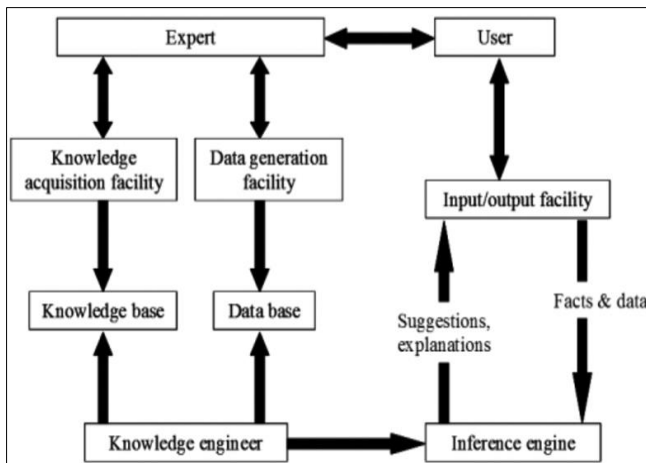 Expert
User
Knowledge
acquisition facility
Data generation
facility
Input/output facility
Knowledge base
Data base
Suggestions,
explanations
Facts & data
Knowledge engineer
Inference engine